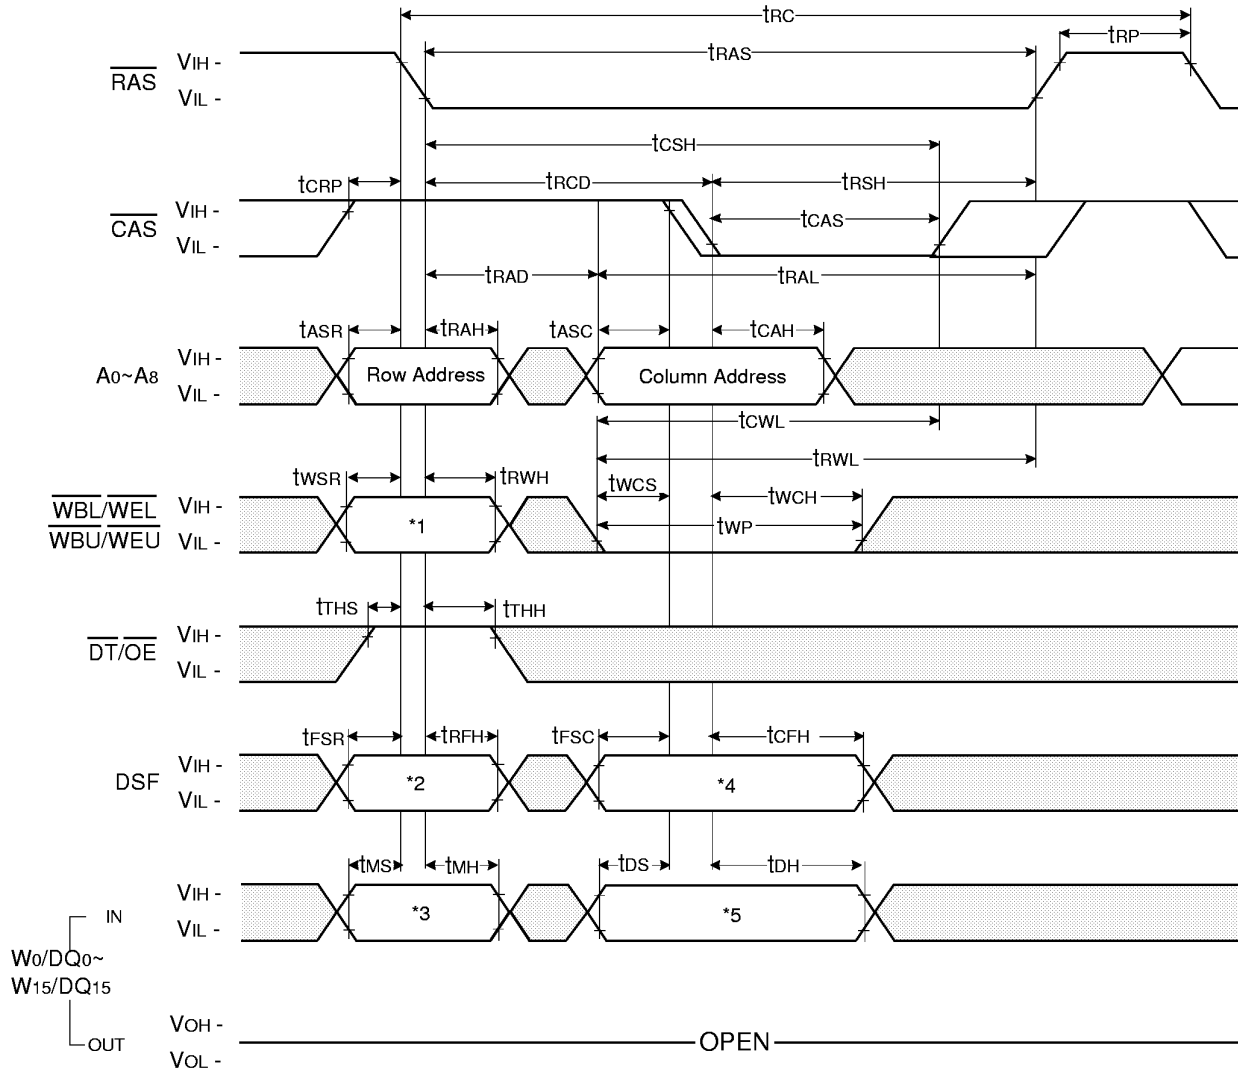 tRC
tRP
tRAS
RAS
VIH -
VIL -
tCSH
tCRP
tRCD
tRSH
CAS
VIH -
VIL -
tCAS
tRAD
tRAL
tASR
tRAH
tASC
tCAH
A0~A8
VIH -
VIL -
Row Address
Column Address
tCWL
tRWL
tWSR
tRWH
tWCS
tWCH
tWP
WBL/WEL
WBU/WEU
VIH -
VIL -
*1
tTHS
tTHH
DT/OE
VIH -
VIL -
tFSR
tRFH
tFSC
tCFH
DSF
VIH -
VIL -
*2
*4
tMS
tMH
tDS
tDH
VIH -
VIL -
*3
*5
IN
W0/DQ0~
W15/DQ15
OUT
VOH -
VOL -
OPEN